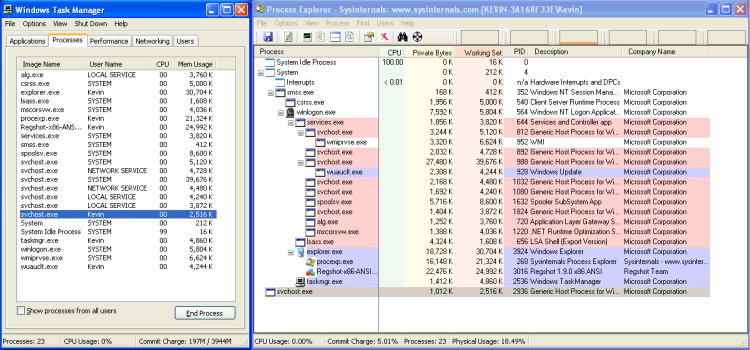 Windows Task Manager
File Options View Shut Down Help
Applications Processes Performance Networking Users
Image Name User Name CPU Mem Usage
alg.exe LOCAL SERVICE 00 3,760 K
csrss.exe SYSTEM 00 5,000 K
explorer.exe Kevin 00 30,704 K
lsass.exe SYSTEM 00 1,608 K
mscorsvw.exe SYSTEM 00 4,036 K
procexp.exe Kevin 00 21,324 K
Regshot-x86-ANS... Kevin 00 24,992 K
services.exe SYSTEM 00 3,820 K
smss.exe SYSTEM 00 412 K
spoolsv.exe SYSTEM 00 8,600 K
svchost.exe SYSTEM 00 5,120 K
svchost.exe NETWORK SERVICE 00 4,728 K
svchost.exe SYSTEM 00 39,676 K
svchost.exe NETWORK SERVICE 00 4,480 K
svchost.exe LOCAL SERVICE 00 4,240 K
svchost.exe LOCAL SERVICE 00 3,872 K
svchost.exe Kevin 00 2,516 K
System SYSTEM 00 212 K
System Idle Process SYSTEM 99 16 K
taskmgr.exe Kevin 00 4,860 K
winlogon.exe SYSTEM 00 5,804 K
wmiprvse.exe SYSTEM 00 6,624 K
wuauclt.exe Kevin 00 4,244 K
Show processes from all users
End Process
Processes: 23 CPU Usage: 0% Commit Charge: 197M / 3944M
Process Explorer - Sysinternals: www.sysinternals.com [KEVIN-3A168F33F\Kevin]
File Options View Process Find Users Help
Process CPU Private Bytes Working Set PID Description Company Name
System Idle Process 100.00 0 K 16 K 0
System 0 K 212 K 4
Interrupts < 0.01 0 K 0 K n/a Hardware Interrupts and DPCs
smss.exe 168 K 412 K 352 Windows NT Session Mana... Microsoft Corporation
csrss.exe 1,956 K 5,000 K 540 Client Server Runtime Process Microsoft Corporation
winlogon.exe 7,592 K 5,804 K 564 Windows NT Logon Applicat... Microsoft Corporation
services.exe 1,856 K 3,820 K 644 Services and Controller app Microsoft Corporation
svchost.exe 3,244 K 5,120 K 812 Generic Host Process for Wi... Microsoft Corporation
wmiprvse.exe 3,320 K 6,624 K 952 WMI Microsoft Corporation
svchost.exe 2,032 K 4,728 K 892 Generic Host Process for Wi... Microsoft Corporation
svchost.exe 27,480 K 39,676 K 988 Generic Host Process for Wi... Microsoft Corporation
wuauclt.exe 2,308 K 4,244 K 928 Windows Update Microsoft Corporation
svchost.exe 2,168 K 4,480 K 1032 Generic Host Process for Wi... Microsoft Corporation
svchost.exe 1,692 K 4,240 K 1080 Generic Host Process for Wi... Microsoft Corporation
spoolsv.exe 5,716 K 8,600 K 1632 Spooler SubSystem App Microsoft Corporation
svchost.exe 1,404 K 3,872 K 1824 Generic Host Process for Wi... Microsoft Corporation
alg.exe 1,252 K 3,760 K 720 Application Layer Gateway S... Microsoft Corporation
mscorsvw.exe 1,388 K 4,036 K 1220 .NET Runtime Optimization S... Microsoft Corporation
lsass.exe 4,324 K 1,608 K 656 LSA Shell (Export Version) Microsoft Corporation
explorer.exe 18,728 K 30,704 K 3924 Windows Explorer Microsoft Corporation
procexp.exe 16,148 K 21,324 K 268 Sysinternals Process Explorer Sysinternals - www.sysinter...
Regshot-x86-ANSI... 22,476 K 24,992 K 3016 Regshot 1.9.0 x86 ANSI Regshot Team
taskmgr.exe 1,412 K 4,860 K 2536 Windows TaskManager Microsoft Corporation
svchost.exe 1,012 K 2,516 K 2936 Generic Host Process for Wi... Microsoft Corporation
CPU Usage: 0.00% Commit Charge: 5.01% Processes: 23 Physical Usage: 18.49%